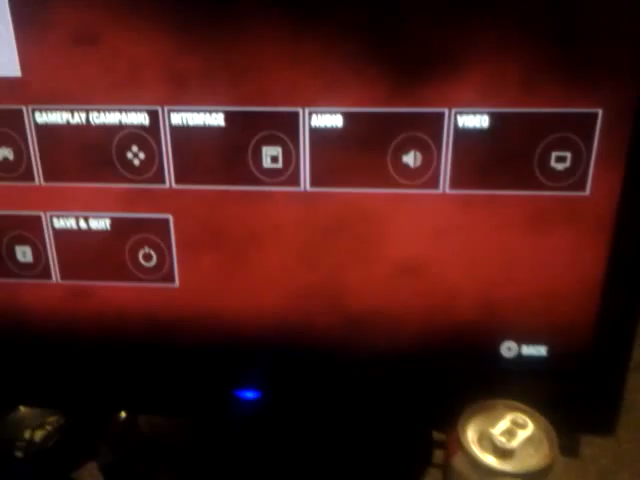 GAMEPLAY (CAMPAIGN)
INTERFACE
AUDIO
VIDEO
SAVE & QUIT
BACK